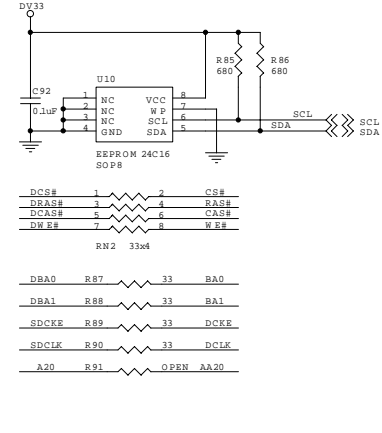 DV33
R85 R86
680 680
U10
C92
0.1uF
1 NC VCC 8
2 NC WP 7
3 NC SCL 6 SCL SCL
4 GND SDA 5 SDA SDA
EEPROM 24C16
SOP8
DCS# 1 2 CS#
DRAS# 3 4 RAS#
DCAS# 5 6 CAS#
DWE# 7 8 WE#
RN2 33x4
DBA0 R87 33 BA0
DBA1 R88 33 BA1
SDCKE R89 33 DCKE
SDCLK R90 33 DCLK
A20 R91 OPEN AA20